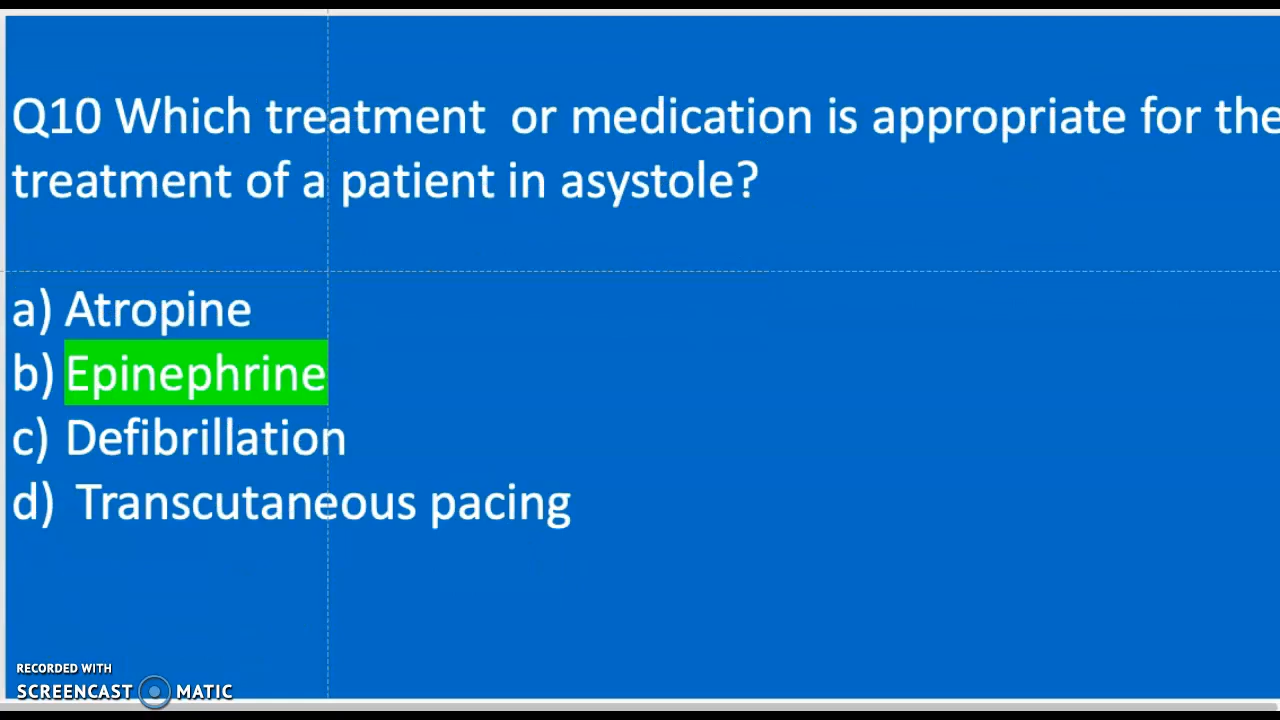 Q10 Which treatment or medication is appropriate for the
treatment of a patient in asystole?
a) Atropine
b) Epinephrine
c) Defibrillation
d) Transcutaneous pacing
RECORDED WITH
SCREENCAST MATIC